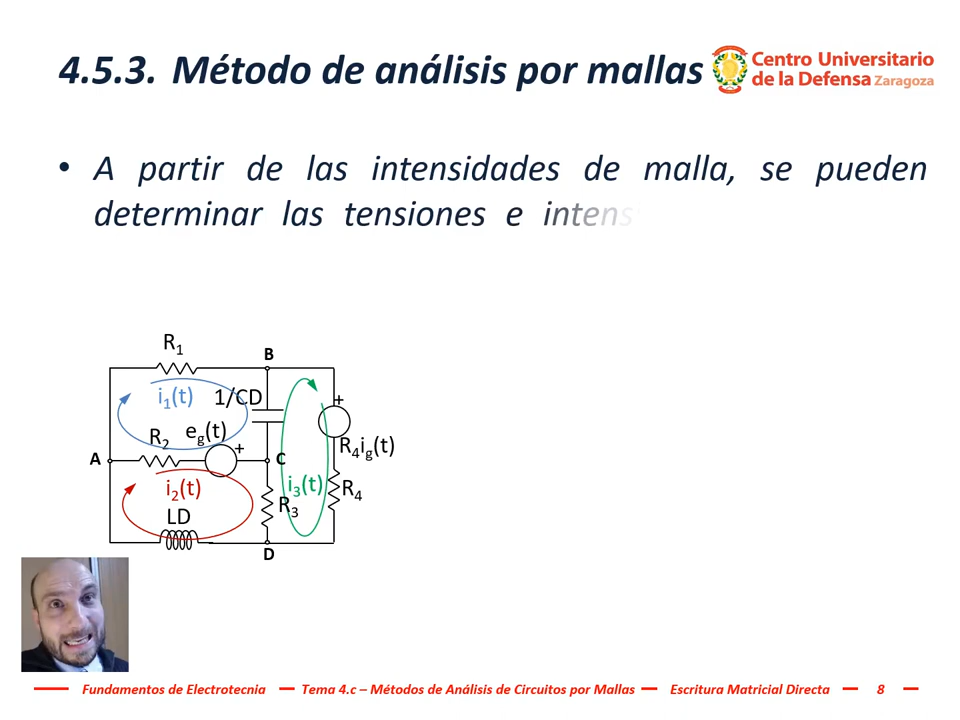 4.5.3. Método de análisis por mallas
Centro Universitario
de la Defensa Zaragoza
• A partir de las intensidades de malla, se pueden
determinar las tensiones e intens
R1
B
i1(t)
1/CD
+
R2
eg(t)
+
R4ig(t)
A
C
i2(t)
i3(t)
R4
R3
LD
D
Fundamentos de Electrotecnia
Tema 4.c – Métodos de Análisis de Circuitos por Mallas
Escritura Matricial Directa
8